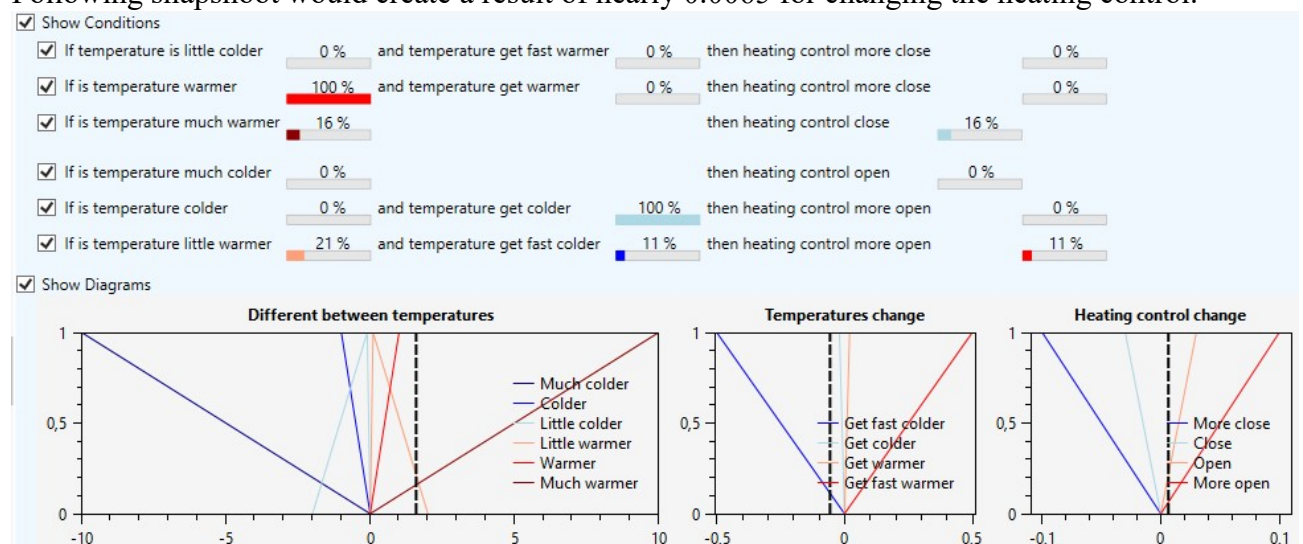 Following snapshoot would create a result of nearly 0.0065 for changing the heating control.
Show Conditions
If temperature is little colder 0 % and temperature get fast warmer 0 % then heating control more close 0 %
If is temperature warmer 100 % and temperature get warmer 0 % then heating control more close 0 %
If is temperature much warmer 16 % then heating control close 16 %
If is temperature much colder 0 % then heating control open 0 %
If is temperature colder 0 % and temperature get colder 100 % then heating control more open 0 %
If is temperature little warmer 21 % and temperature get fast colder 11 % then heating control more open 11 %
Show Diagrams
Different between temperatures
1
0,5
0
-10 -5 0 5 10
Much colder
Colder
Little colder
Little warmer
Warmer
Much warmer
Temperatures change
1
0,5
0
-0.5 0 0.5
Get fast colder
Get colder
Get warmer
Get fast warmer
Heating control change
1
0,5
0
-0.1 0 0.1
More close
Close
Open
More open